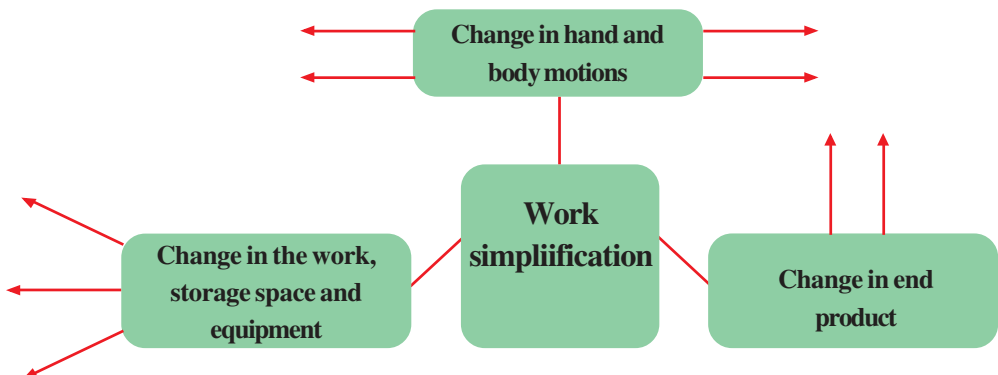 Change in hand and
body motions
Work
simpliification
Change in the work,
storage space and
equipment
Change in end
product